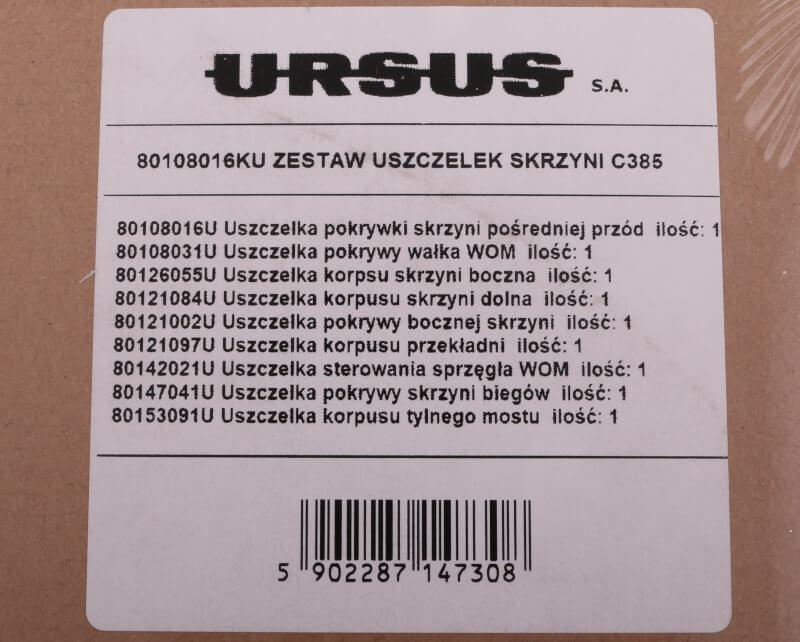 URSUS S.A.
80108016KU ZESTAW USZCZELEK SKRZYNI C385
80108016U Uszczelka pokrywki skrzyni pośredniej przód ilość: 1
80108031U Uszczelka pokrywy wałka WOM ilość: 1
80126055U Uszczelka korpsu skrzyni boczna ilość: 1
80121084U Uszczelka korpusu skrzyni dolna ilość: 1
80121002U Uszczelka pokrywy bocznej skrzyni ilość: 1
80121097U Uszczelka korpusu przekładni ilość: 1
80142021U Uszczelka sterowania sprzęgła WOM ilość: 1
80147041U Uszczelka pokrywy skrzyni biegów ilość: 1
80153091U Uszczelka korpusu tylnego mostu ilość: 1
5 902287 147308